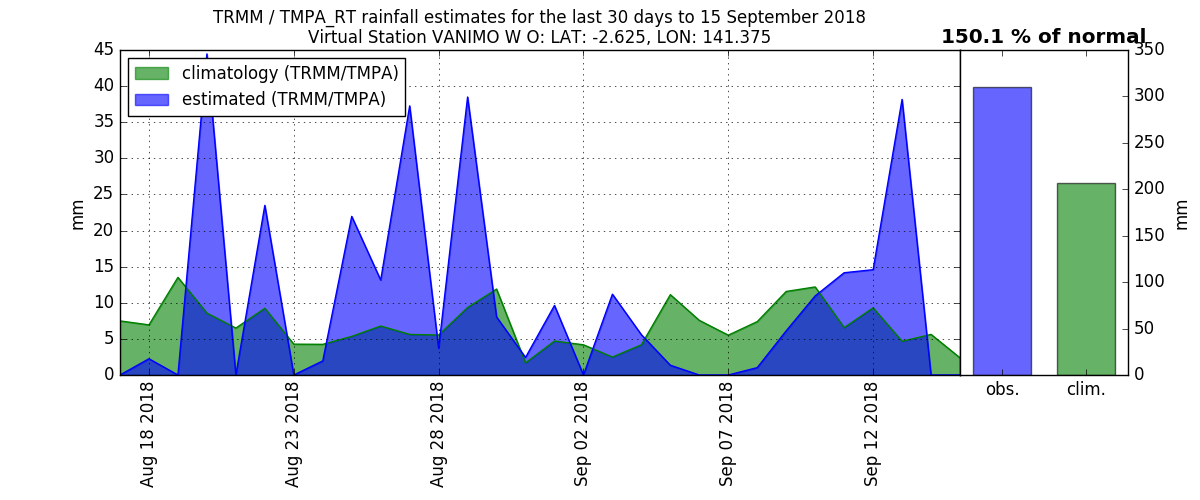 TRMM / TMPA_RT rainfall estimates for the last 30 days to 15 September 2018
Virtual Station VANIMO W O: LAT: -2.625, LON: 141.375
150.1 % of normal
climatology (TRMM/TMPA)
estimated (TRMM/TMPA)
mm
45
40
35
30
25
20
15
10
5
0
Aug 18 2018
Aug 23 2018
Aug 28 2018
Sep 02 2018
Sep 07 2018
Sep 12 2018
350
300
250
200
150
100
50
0
mm
obs.
clim.